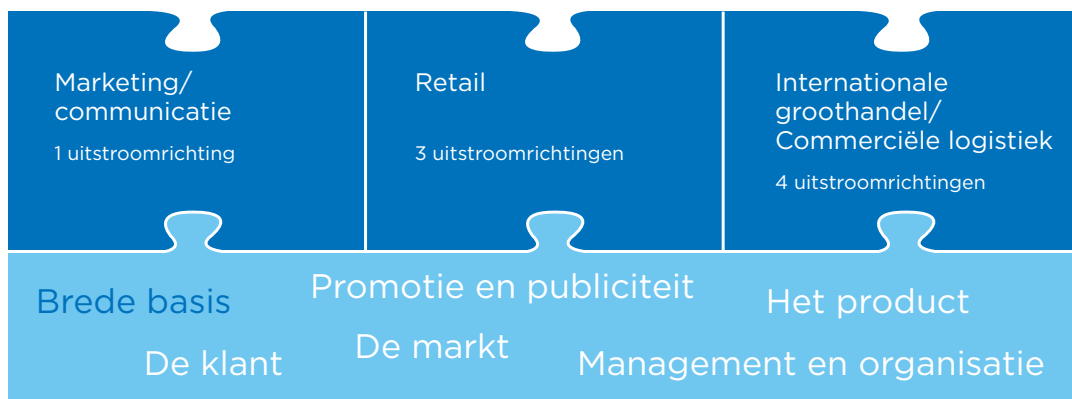 Marketing/
communicatie
1 uitstroomrichting
Retail
3 uitstroomrichtingen
Internationale
groothandel/
Commerciële logistiek
4 uitstroomrichtingen
Brede basis
Promotie en publiciteit
Het product
De klant
De markt
Management en organisatie